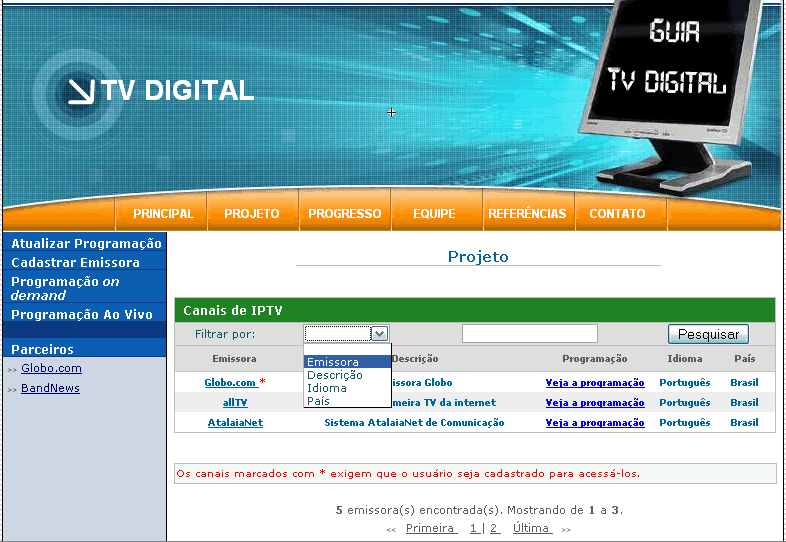 GUIA
TV DIGITAL
TV DIGITAL
PRINCIPAL PROJETO PROGRESSO EQUIPE REFERÊNCIAS CONTATO
Atualizar Programação
Cadastrar Emissora
Programação on
demand
Programação Ao Vivo
Parceiros
>> Globo.com
>> BandNews
Projeto
Canais de IPTV
Filtrar por: Pesquisar
Emissora
Descrição
Idioma
País
Emissora Descrição Programação Idioma País
Globo.com * issora Globo Veja a programação Português Brasil
allTV meira TV da internet Veja a programação Português Brasil
AtalaiaNet Sistema AtalaiaNet de Comunicação Veja a programação Português Brasil
Os canais marcados com * exigem que o usuário seja cadastrado para acessá-los.
5 emissora(s) encontrada(s). Mostrando de 1 a 3.
<< Primeira 1 | 2 Última >>